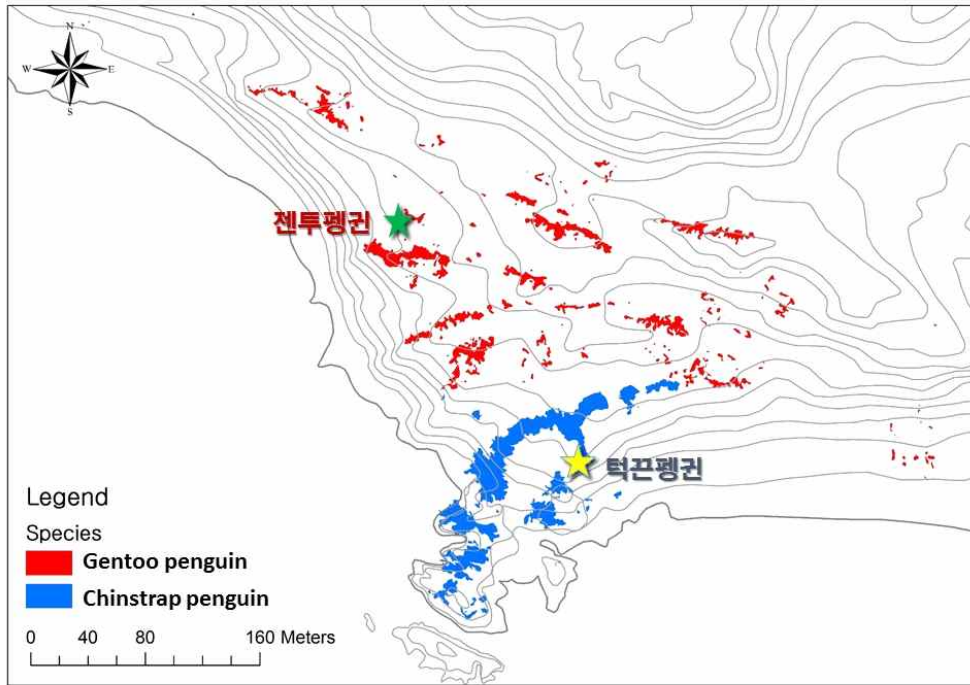 N
W E
S
젠투펭귄
턱끈펭귄
Legend
Species
Gentoo penguin
Chinstrap penguin
0 40 80 160 Meters